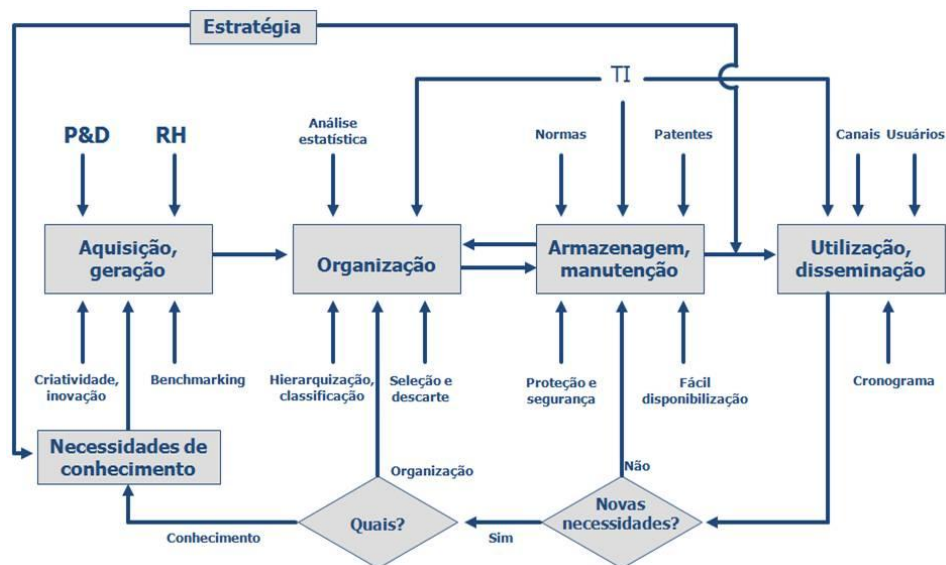 Estratégia
TI
P&D
RH
Análise
estatística
Normas
Patentes
Canais
Usuários
Aquisição,
geração
Organização
Armazenagem,
manutenção
Utilização,
disseminação
Criatividade,
inovação
Benchmarking
Hierarquização,
classificação
Seleção e
descarte
Proteção e
segurança
Fácil
disponibilização
Cronograma
Necessidades de
conhecimento
Organização
Não
Quais?
Novas
necessidades?
Conhecimento
Sim